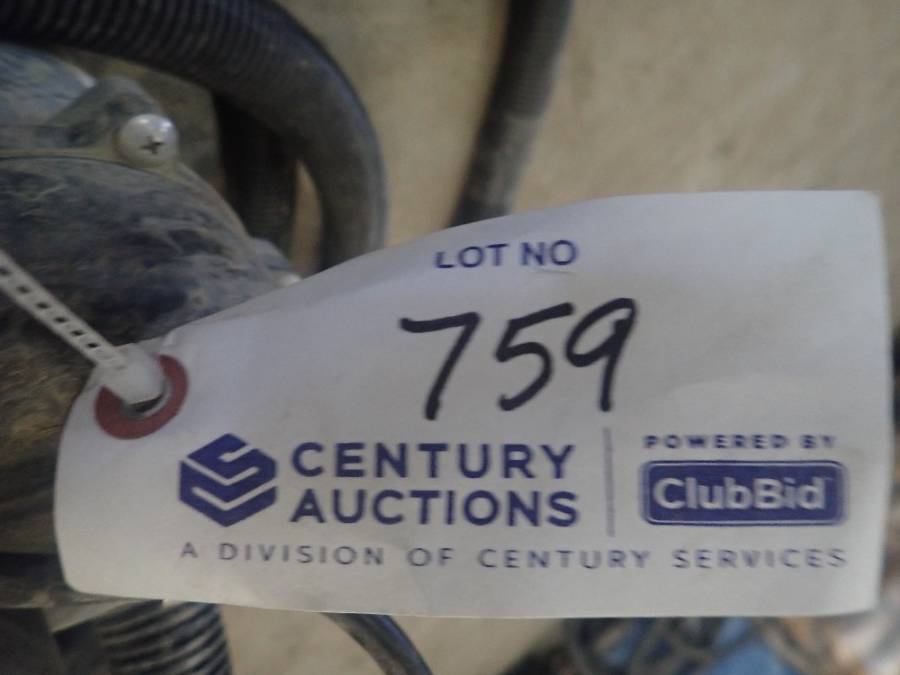 LOT NO
759
CENTURY
AUCTIONS
A DIVISION OF CENTURY SERVICES
POWERED BY
ClubBid